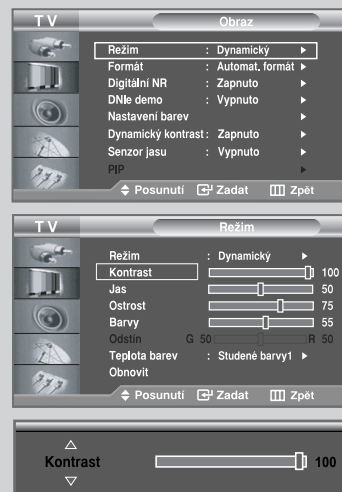 TV Obraz
Režim : Dynamický
Formát : Automat. formát
Digitální NR : Zapnuto
DNIe demo : Vypnuto
Nastavení barev
Dynamický kontrast : Zapnuto
Senzor jasu : Vypnuto
PIP
Posunutí Zadat Zpět
TV Režim
Režim : Dynamický
Kontrast 100
Jas 50
Ostrost 75
Barvy 55
Odstín G 50 R 50
Teplota barev : Studené barvy1
Obnovit
Posunutí Zadat Zpět
Kontrast 100